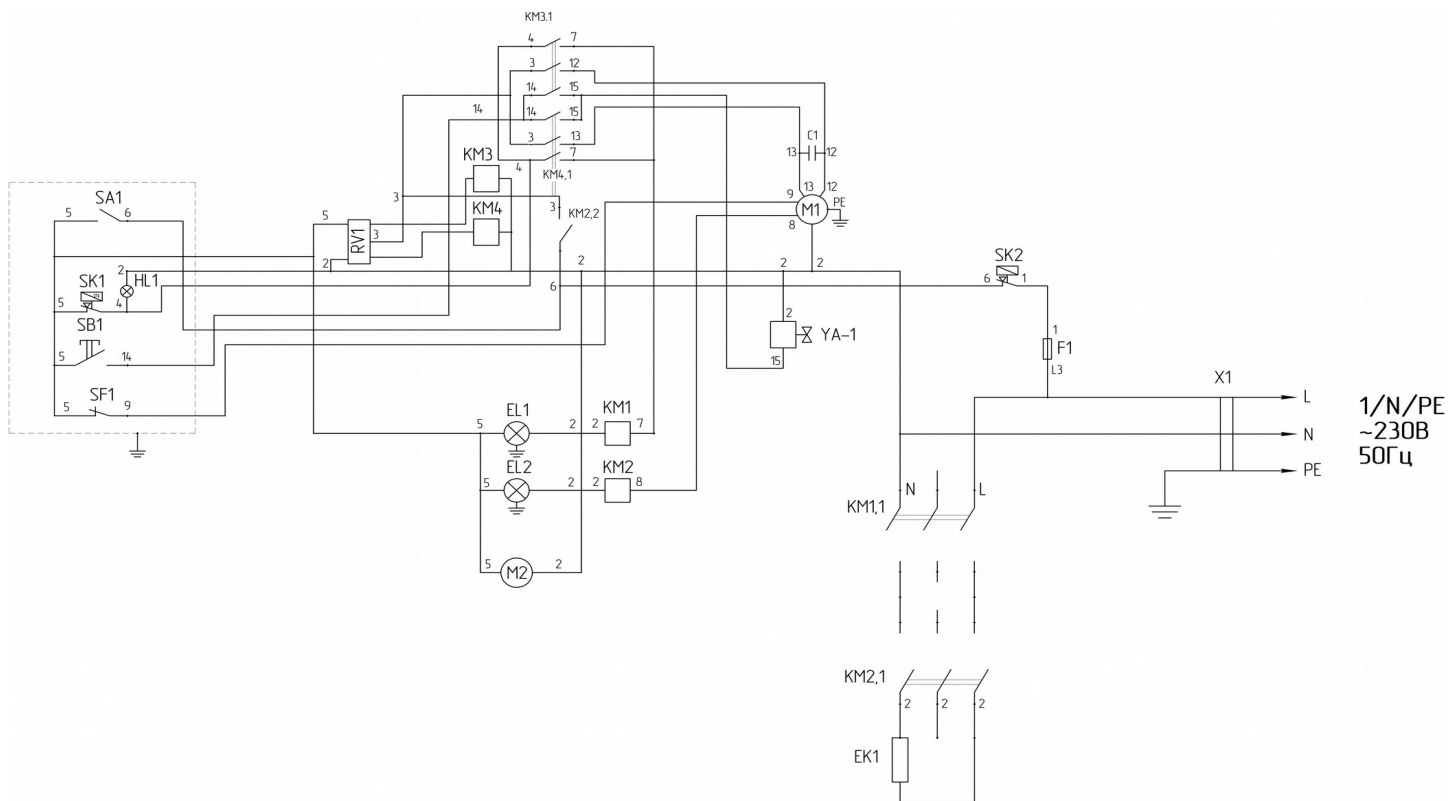 KM3.1
4 7
3 12
14 15
14 14 15
3 13
C1
4 7
13 12
KM3
KM4,1
SA1
3 3
9 13 12
5 6
KM4
KM2,2
M1 PE
5
RV1
3
8
2
SK1
2 HL1
2 2 2
SK2
6 1
5 4
6
SB1
2
YA-1
1
F1
5 14
15
L3
SF1
X1
L
5 9
EL1
KM1
1/N/PE
~230В
50Гц
5 2 2 7
N
EL2
KM2
PE
5 2 2 8
N L
KM1,1
5 M2 2
KM2,1
2 2 2
EK1